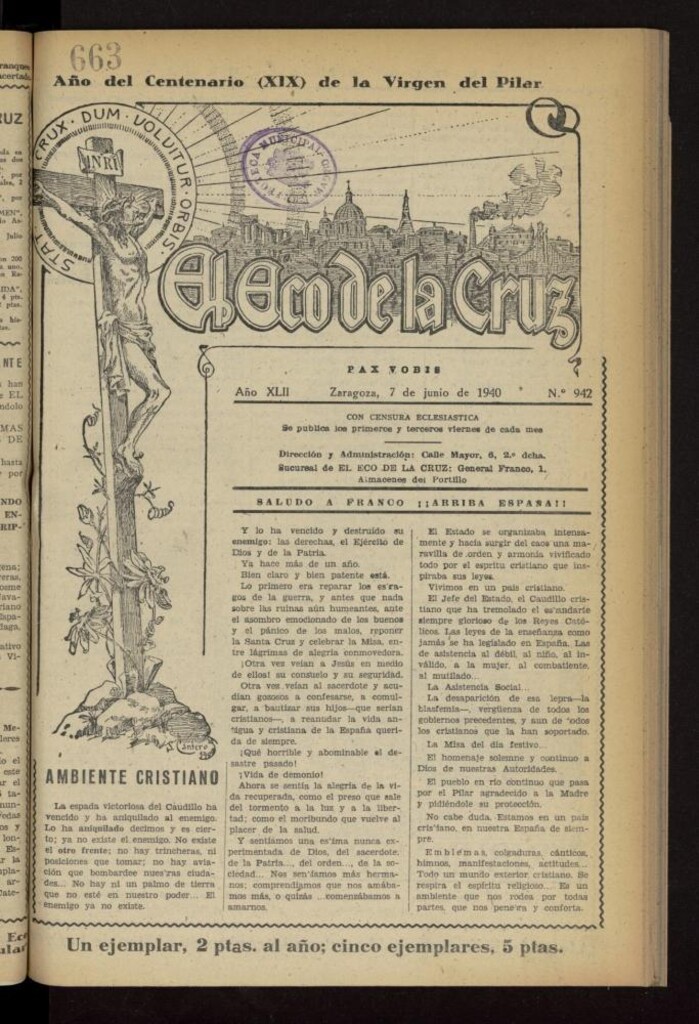 663
Año del Centenario (XIX) de la Virgen del Pilar
STAT CRUX · DUM · VOLVITUR · ORBIS
INRI
El Eco de la Cruz
PAX VOBIS
Año XLII Zaragoza, 7 de junio de 1940 N.º 942
CON CENSURA ECLESIASTICA
Se publica los primeros y terceros viernes de cada mes
Dirección y Administración: Calle Mayor, 6, 2.º dcha.
Sucursal de EL ECO DE LA CRUZ: General Franco, 1.
Almacenes del Portillo
SALUDO A FRANCO ¡¡ARRIBA ESPAÑA!!
AMBIENTE CRISTIANO
La espada victoriosa del Caudillo ha
vencido y ha aniquilado al enemigo.
Lo ha aniquilado decimos y es cier-
to; ya no existe el enemigo. No existe
el otro frente; no hay trincheras, ni
posiciones que tomar; no hay avia-
ción que bombardee nuestras ciuda-
des... No hay ni un palmo de tierra
que no esté en nuestro poder... El
enemigo ya no existe.
Y lo ha vencido y destruído su
enemigo: las derechas, el Ejército de
Dios y de la Patria.
Ya hace más de un año.
Bien claro y bien patente está.
Lo primero era reparar los estra-
gos de la guerra, y antes que nada
sobre las ruinas aún humeantes, ante
el asombro emocionado de los buenos
y el pánico de los malos, reponer
la Santa Cruz y celebrar la Misa, en-
tre lágrimas de alegría conmovedora.
¡Otra vez veían a Jesús en medio
de ellos! su consuelo y su seguridad.
Otra vez veían al sacerdote y acu-
dían gozosos a confesarse, a comul-
gar, a bautizar sus hijos—que serían
cristianos—, a reanudar la vida an-
tigua y cristiana de la España queri-
da de siempre.
¡Qué horrible y abominable el de-
sastre pasado!
¡Vida de demonio!
Ahora se sentía la alegría de la vi-
da recuperada, como el preso que sale
del tormento a la luz y a la liber-
tad; como el moribundo que vuelve al
placer de la salud.
Y sentíamos una estima nunca ex-
perimentada de Dios, del sacerdote,
de la Patria..., del orden..., de la so-
ciedad... Nos sentíamos más herma-
nos; comprendíamos que nos amába-
mos más, o quizás ...comenzábamos a
amarnos.
El Estado se organizaba intensa-
mente y hacía surgir del caos una ma-
ravilla de orden y armonía vivificado
todo por el espíritu cristiano que ins-
piraba sus leyes.
Vivimos en un país cristiano.
El Jefe del Estado, el Caudillo cris-
tiano que ha tremolado el estandarte
siempre glorioso de los Reyes Cató-
licos. Las leyes de la enseñanza como
jamás se ha legislado en España. Las
de asistencia al débil, al niño, al in-
válido, a la mujer, al combatiente,
al mutilado...
La Asistencia Social...
La desaparición de esa lepra—la
blasfemia—, vergüenza de todos los
gobiernos precedentes, y aun de todos
los cristianos que la han soportado.
La Misa del día festivo...
El homenaje solemne y continuo a
Dios de nuestras Autoridades.
El pueblo en río continuo que pasa
por el Pilar agradecido a la Madre
y pidiéndole su protección.
No cabe duda. Estamos en un país
cristiano, en nuestra España de siem-
pre.
Emblemas, colgaduras, cánticos,
himnos, manifestaciones, actitudes...
Todo un mundo exterior cristiano. Se
respira el espíritu religioso... Es un
ambiente que nos rodea por todas
partes, que nos penetra y conforta.
Un ejemplar, 2 ptas. al año; cinco ejemplares, 5 ptas.